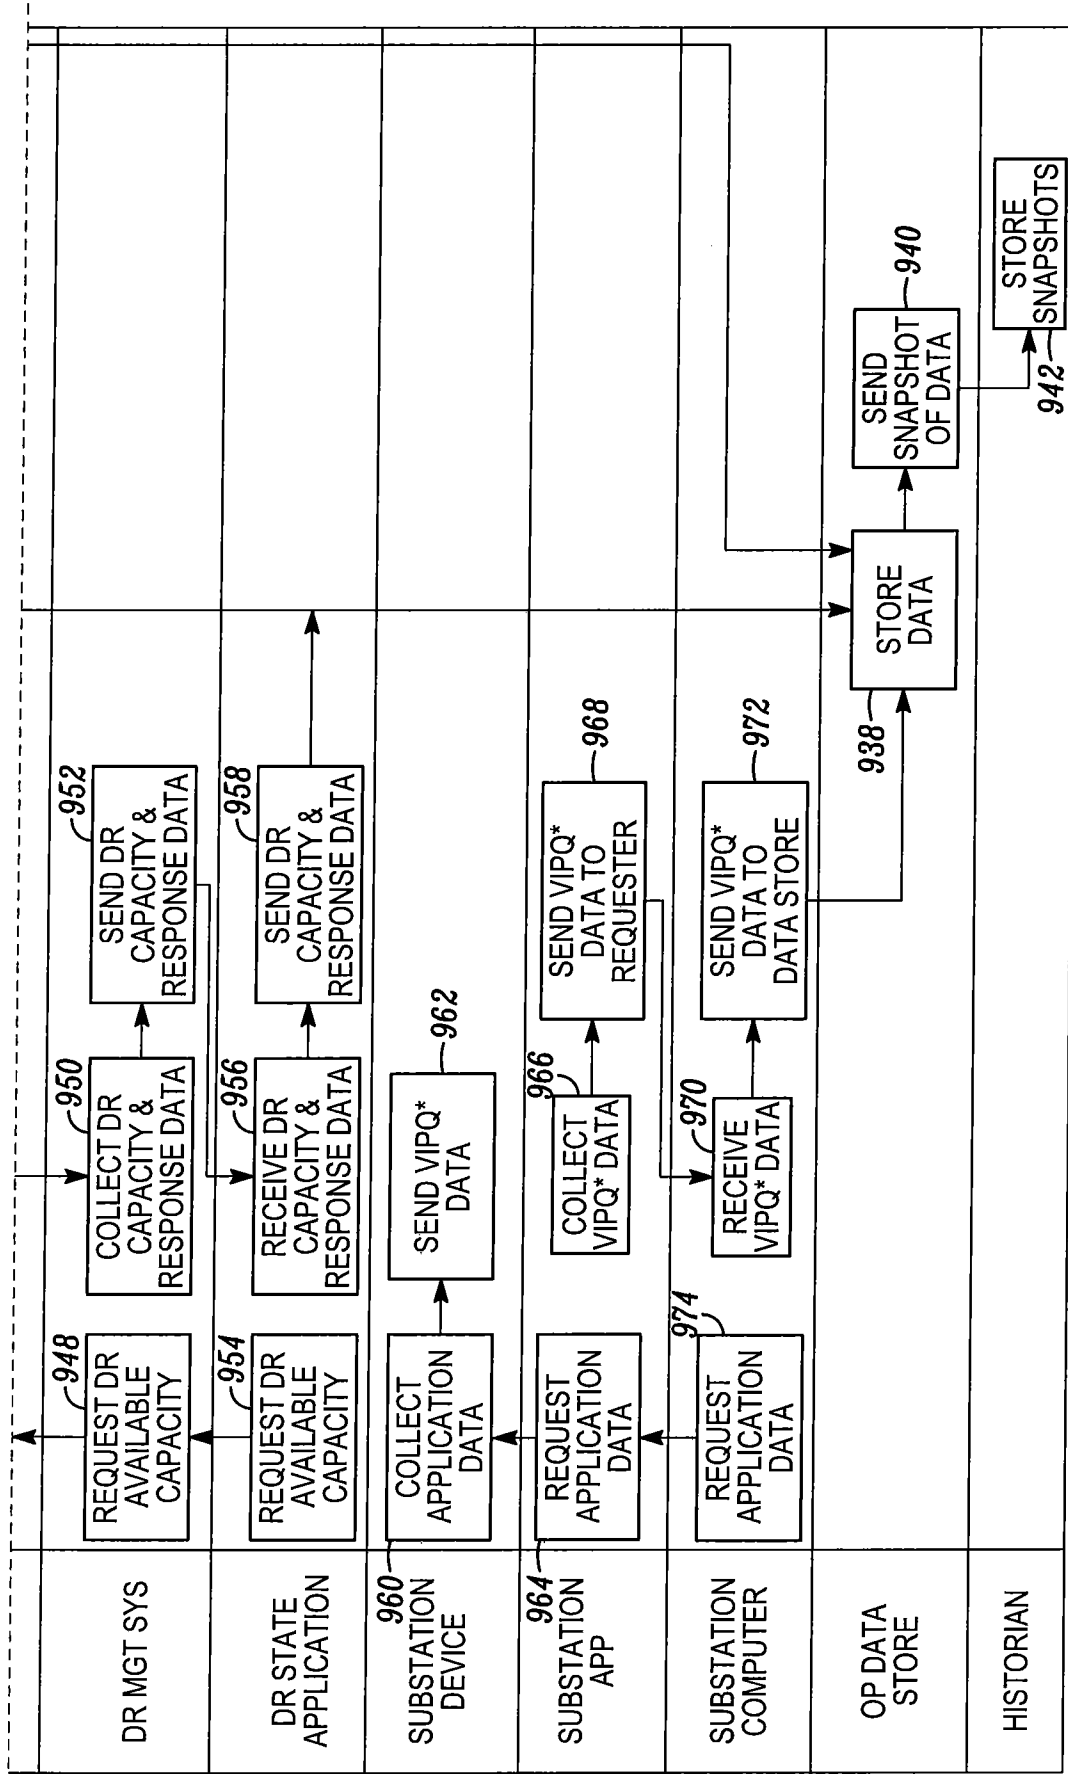 DR MGT SYS
948
REQUEST DR
AVAILABLE
CAPACITY
950
COLLECT DR
CAPACITY &
RESPONSE DATA
952
SEND DR
CAPACITY &
RESPONSE DATA
DR STATE
APPLICATION
954
REQUEST DR
AVAILABLE
CAPACITY
956
RECEIVE DR
CAPACITY &
RESPONSE DATA
958
SEND DR
CAPACITY &
RESPONSE DATA
SUBSTATION
DEVICE
960
COLLECT
APPLICATION
DATA
962
SEND VIPQ*
DATA
SUBSTATION
APP
964
REQUEST
APPLICATION
DATA
966
COLLECT
VIPQ* DATA
968
SEND VIPQ*
DATA TO
REQUESTER
SUBSTATION
COMPUTER
974
REQUEST
APPLICATION
DATA
970
RECEIVE
VIPQ* DATA
972
SEND VIPQ*
DATA TO
DATA STORE
OP DATA
STORE
938
STORE
DATA
940
SEND
SNAPSHOT
OF DATA
HISTORIAN
942
STORE
SNAPSHOTS